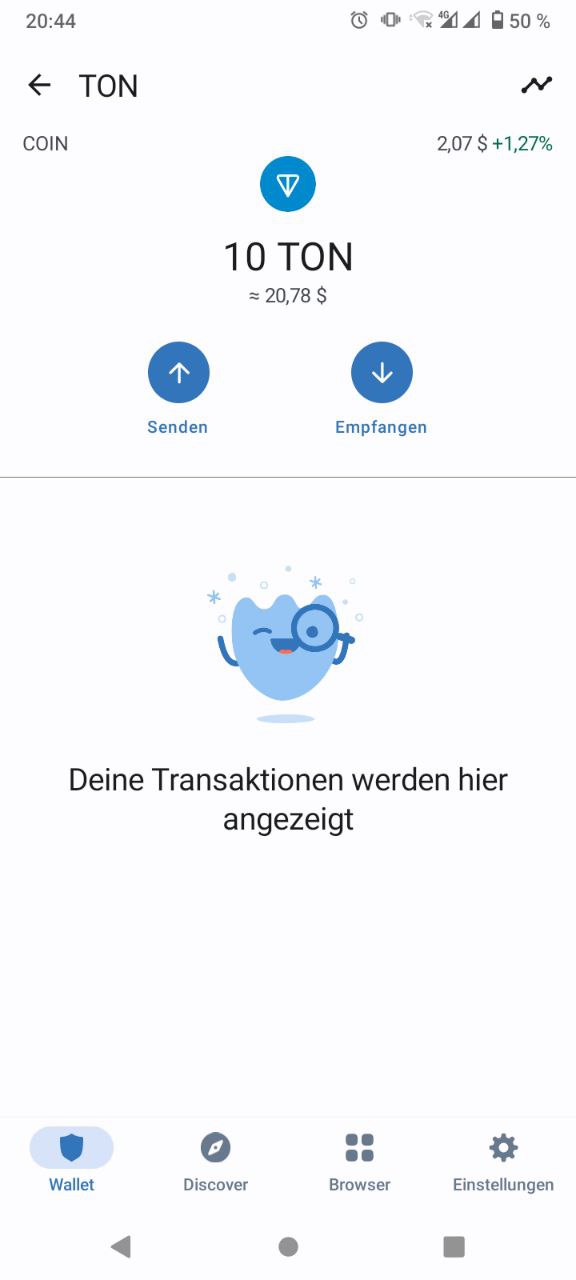 20:44
4G
50 %
TON
COIN
2,07 $ +1,27%
10 TON
≈ 20,78 $
Senden
Empfangen
Deine Transaktionen werden hier
angezeigt
Wallet
Discover
Browser
Einstellungen